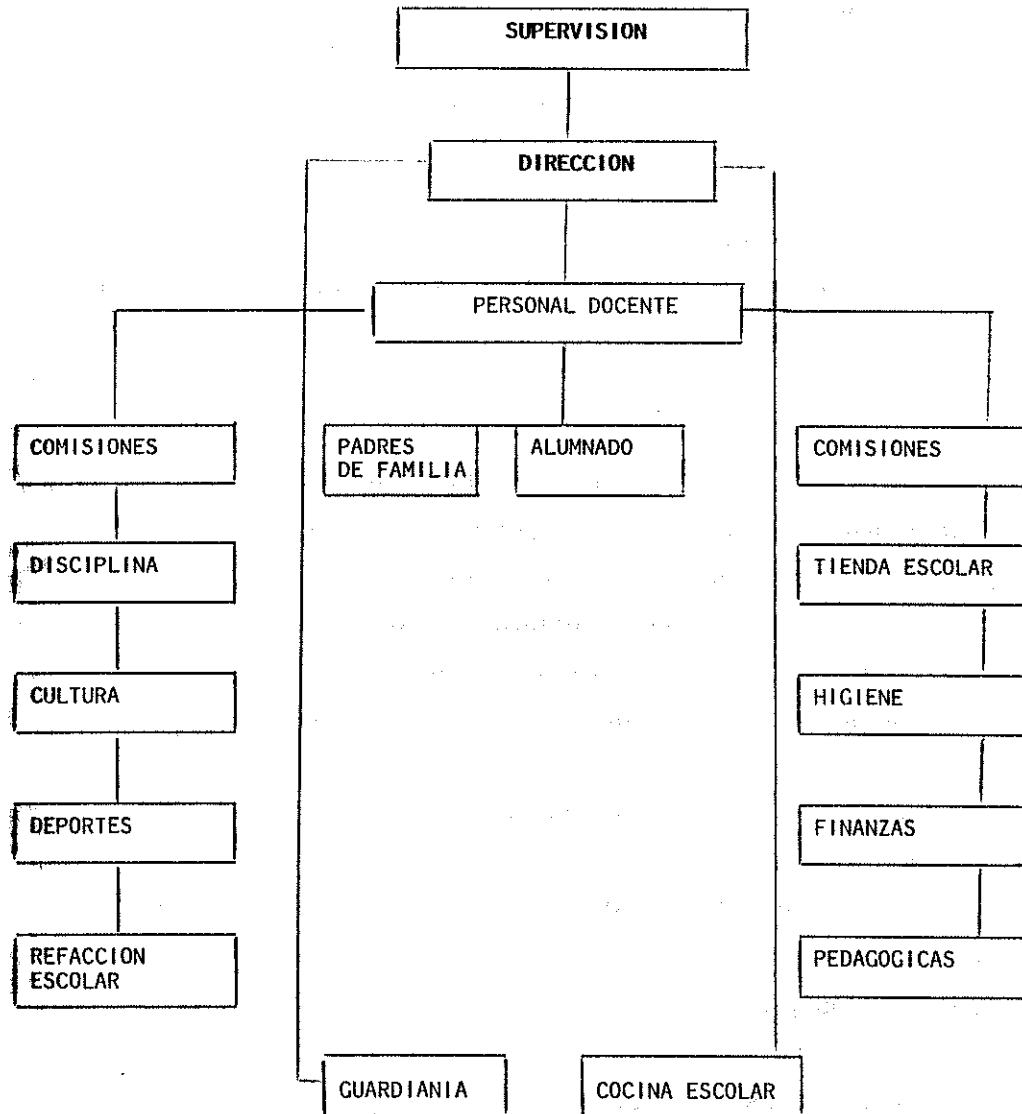 SUPERVISION
DIRECCION
PERSONAL DOCENTE
COMISIONES
PADRES
DE FAMILIA
ALUMNADO
COMISIONES
DISCIPLINA
TIENDA ESCOLAR
CULTURA
HIGIENE
DEPORTES
FINANZAS
REFACCION
ESCOLAR
PEDAGOGICAS
GUARDIANIA
COCINA ESCOLAR